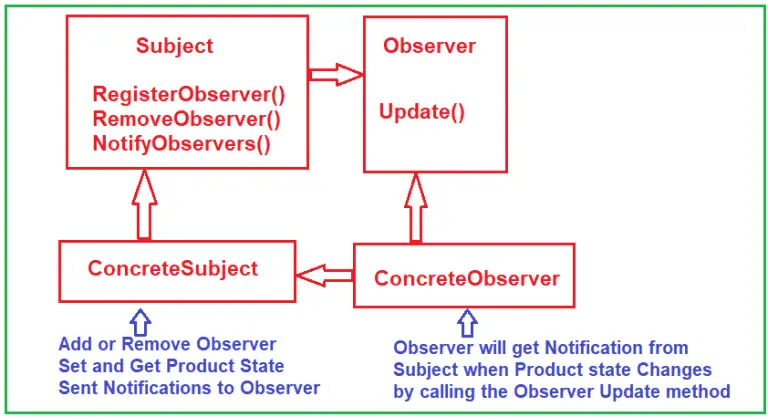 Subject
RegisterObserver()
RemoveObserver()
NotifyObservers()
Observer
Update()
ConcreteSubject
ConcreteObserver
Add or Remove Observer
Set and Get Product State
Sent Notifications to Observer
Observer will get Notification from
Subject when Product state Changes
by calling the Observer Update method